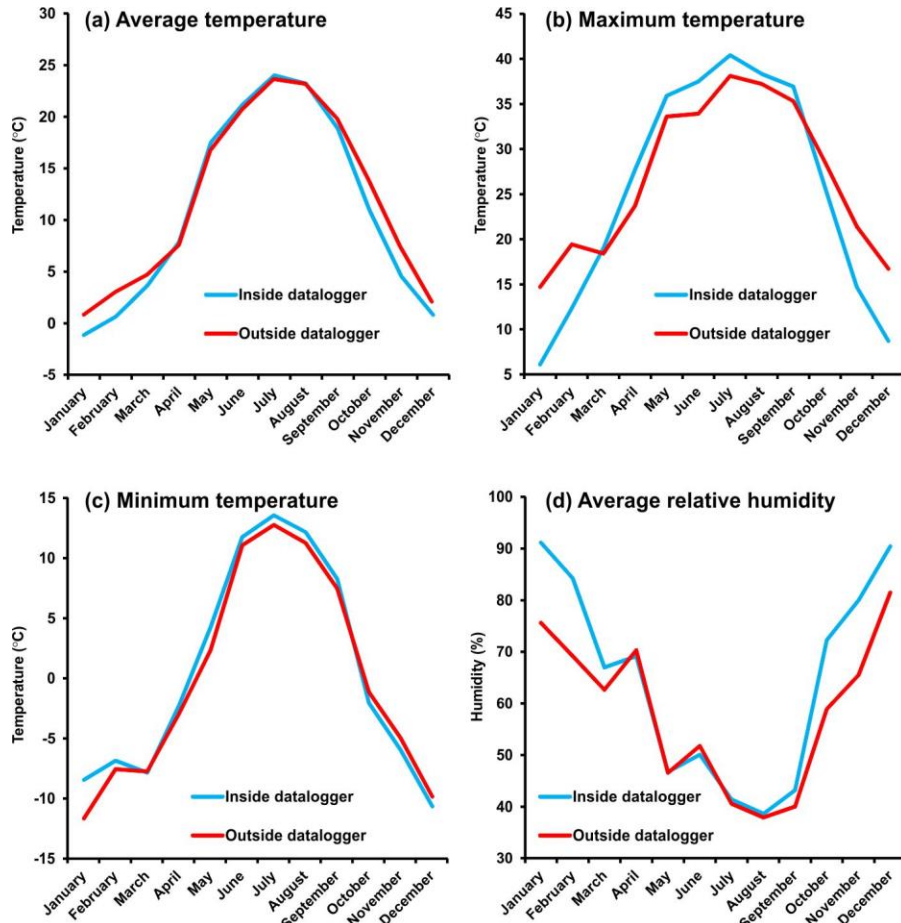 (a) Average temperature
Temperature (°C)
30
25
20
15
10
5
0
-5
Inside datalogger
Outside datalogger
January
February
March
April
May
June
July
August
September
October
November
December
(b) Maximum temperature
Temperature (°C)
45
40
35
30
25
20
15
10
5
Inside datalogger
Outside datalogger
January
February
March
April
May
June
July
August
September
October
November
December
(c) Minimum temperature
Temperature (°C)
15
10
5
0
-5
-10
-15
Inside datalogger
Outside datalogger
January
February
March
April
May
June
July
August
September
October
November
December
(d) Average relative humidity
Humidity (%)
100
90
80
70
60
50
40
30
Inside datalogger
Outside datalogger
January
February
March
April
May
June
July
August
September
October
November
December